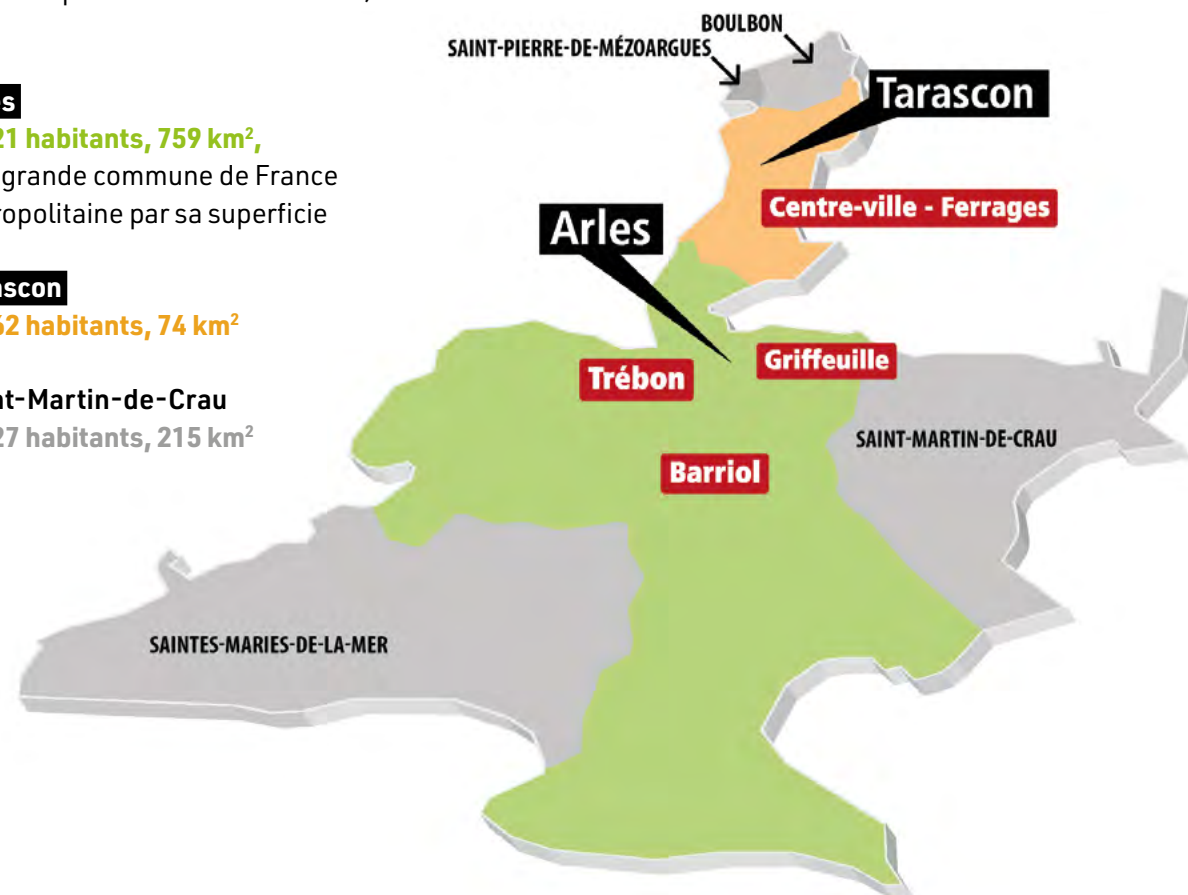 BOULBON
SAINT-PIERRE-DE-MÉZOARGUES
Tarascon
21 habitants, 759 km²,
grande commune de France
ropolitaine par sa superficie
Centre-ville - Ferrages
Arles
ascon
62 habitants, 74 km²
Trébon
Griffeuille
nt-Martin-de-Crau
27 habitants, 215 km²
SAINT-MARTIN-DE-CRAU
Barriol
SAINTES-MARIES-DE-LA-MER